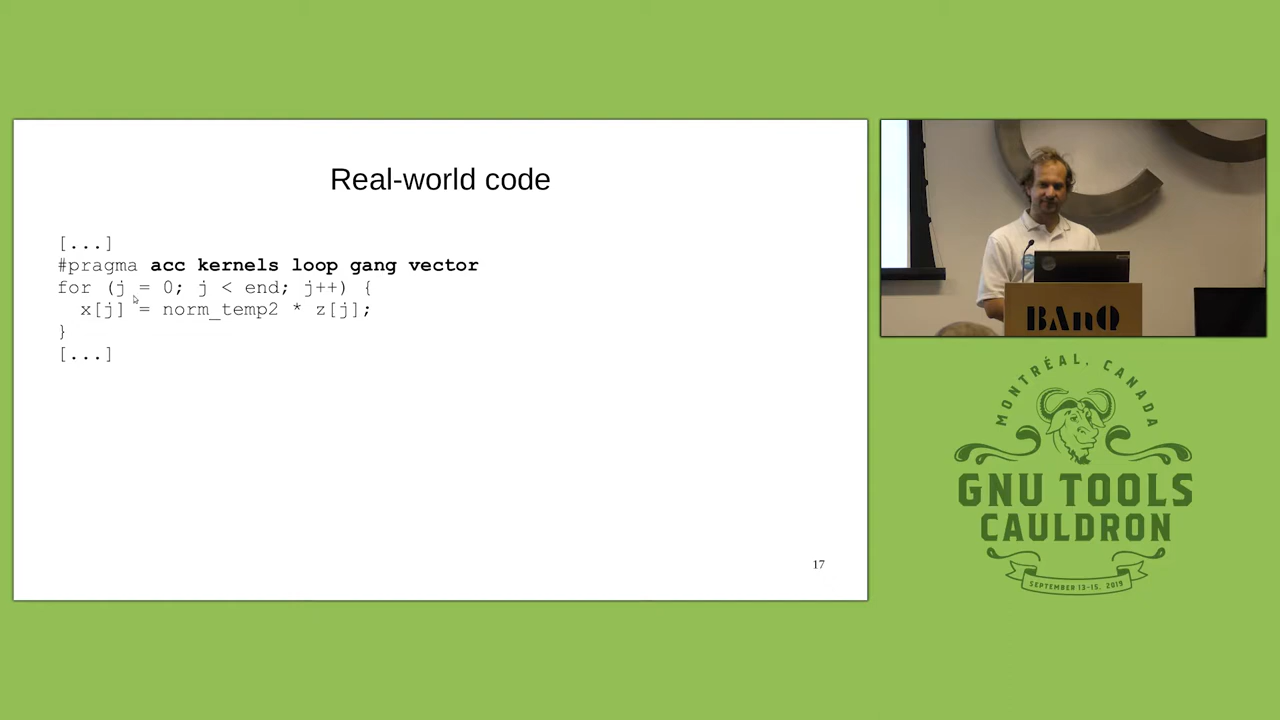 Real-world code
[...]
#pragma acc kernels loop gang vector
for (j = 0; j < end; j++) {
x[j] = norm_temp2 * z[j];
}
[...]
17
BAnQ
MONTRÉAL, CANADA
GNU TOOLS
CAULDRON
SEPTEMBER 13-15, 2019